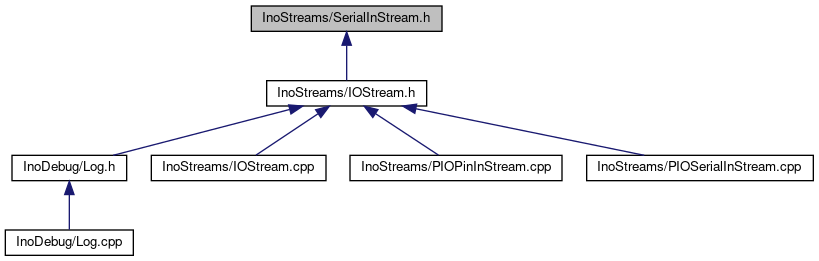 InoStreams/SerialInStream.h
InoStreams/IOStream.h
InoDebug/Log.h
InoStreams/IOStream.cpp
InoStreams/PIOPinInStream.cpp
InoStreams/PIOSerialInStream.cpp
InoDebug/Log.cpp